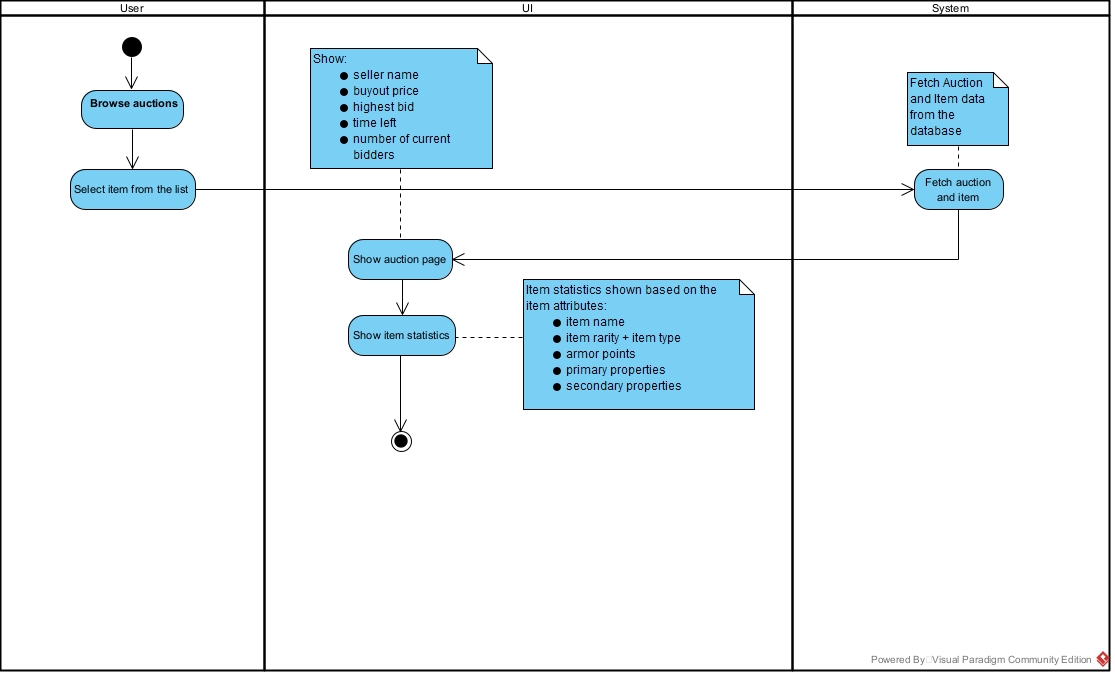 User
UI
System
Browse auctions
Select item from the list
Show:
● seller name
● buyout price
● highest bid
● time left
● number of current
bidders
Fetch Auction
and Item data
from the
database
Fetch auction
and item
Show auction page
Show item statistics
Item statistics shown based on the
item attributes:
● item name
● item rarity + item type
● armor points
● primary properties
● secondary properties
Powered By Visual Paradigm Community Edition